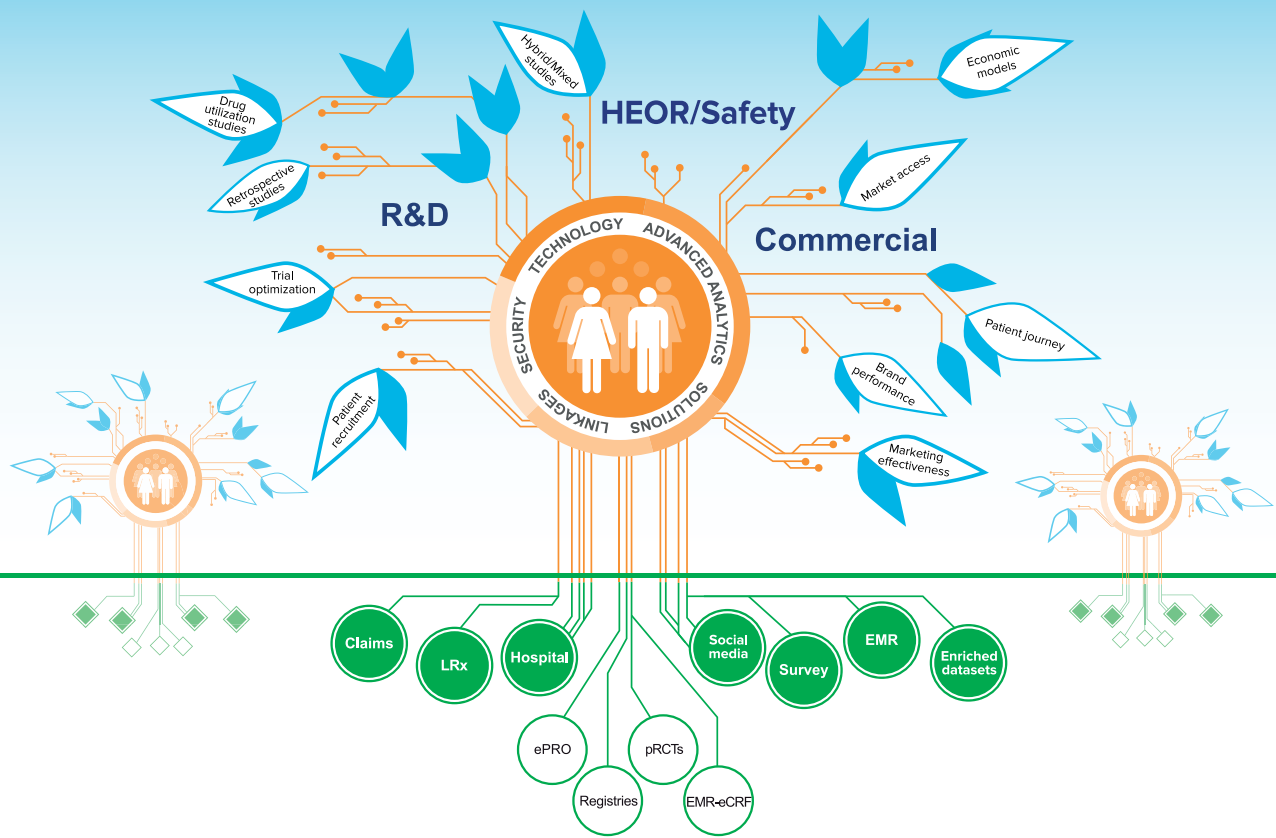 Hybrid/Mixed
studies
Economic
models
Drug
utilization
studies
HEOR/Safety
Retrospective
studies
Market access
R&D
Commercial
TECHNOLOGY
ADVANCED ANALYTICS
SECURITY
LINKAGES
SOLUTIONS
Trial
optimization
Patient journey
Brand
performance
Patient
recruitment
Marketing
effectiveness
Claims
LRx
Hospital
Social
media
Survey
EMR
Enriched
datasets
ePRO
pRCTs
Registries
EMR-eCRF